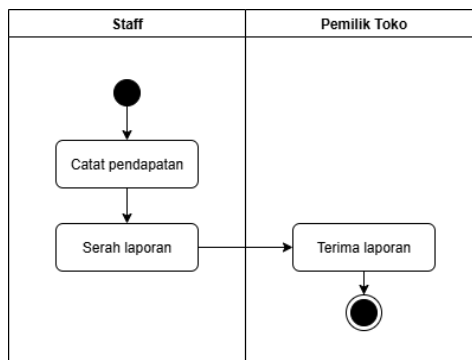 Staff
Pemilik Toko
Catat pendapatan
Serah laporan
Terima laporan